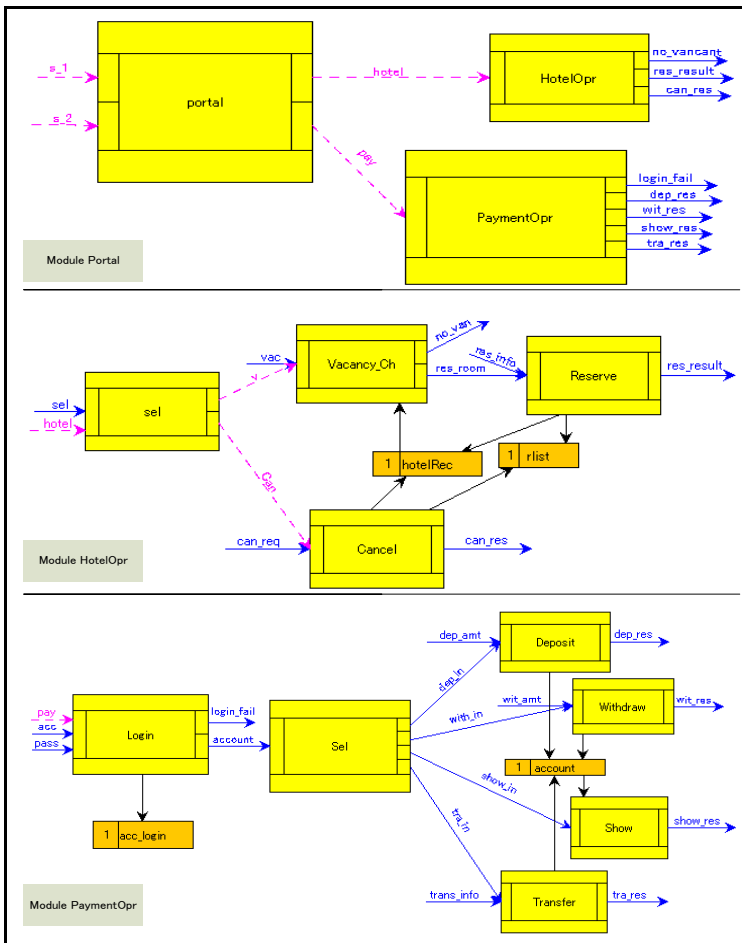 no_vancant
s_1
hotel
res_result
HotelOpr
can_res
portal
s_2
pay
login_fail
dep_res
wit_res
PaymentOpr
show_res
tra_res
Module Portal
no_van
vac
v
Vacancy_Ch
res_info
res_room
Reserve
res_result
sel
sel
hotel
1 hotelRec
1 rlist
Can
can_req
Cancel
can_res
Module HotelOpr
dep_amt
Deposit
dep_res
dep_in
pay
login_fail
wit_amt
Withdraw
wit_res
acc
Login
account
Sel
with_in
pass
1 account
show_in
1 acc_login
tra_in
Show
show_res
trans_info
Transfer
tra_res
Module PaymentOpr